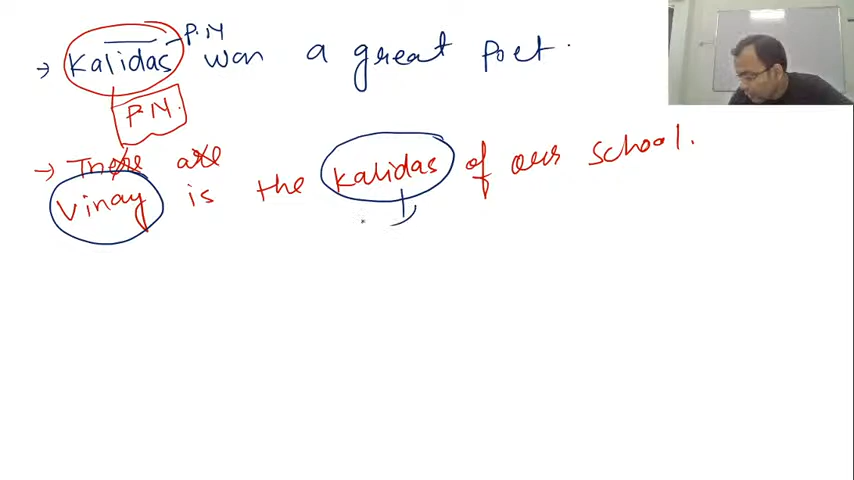 P.N
→ Kalidas was a great Poet.
P.N.
→ There are
Vinay is the Kalidas of our school.